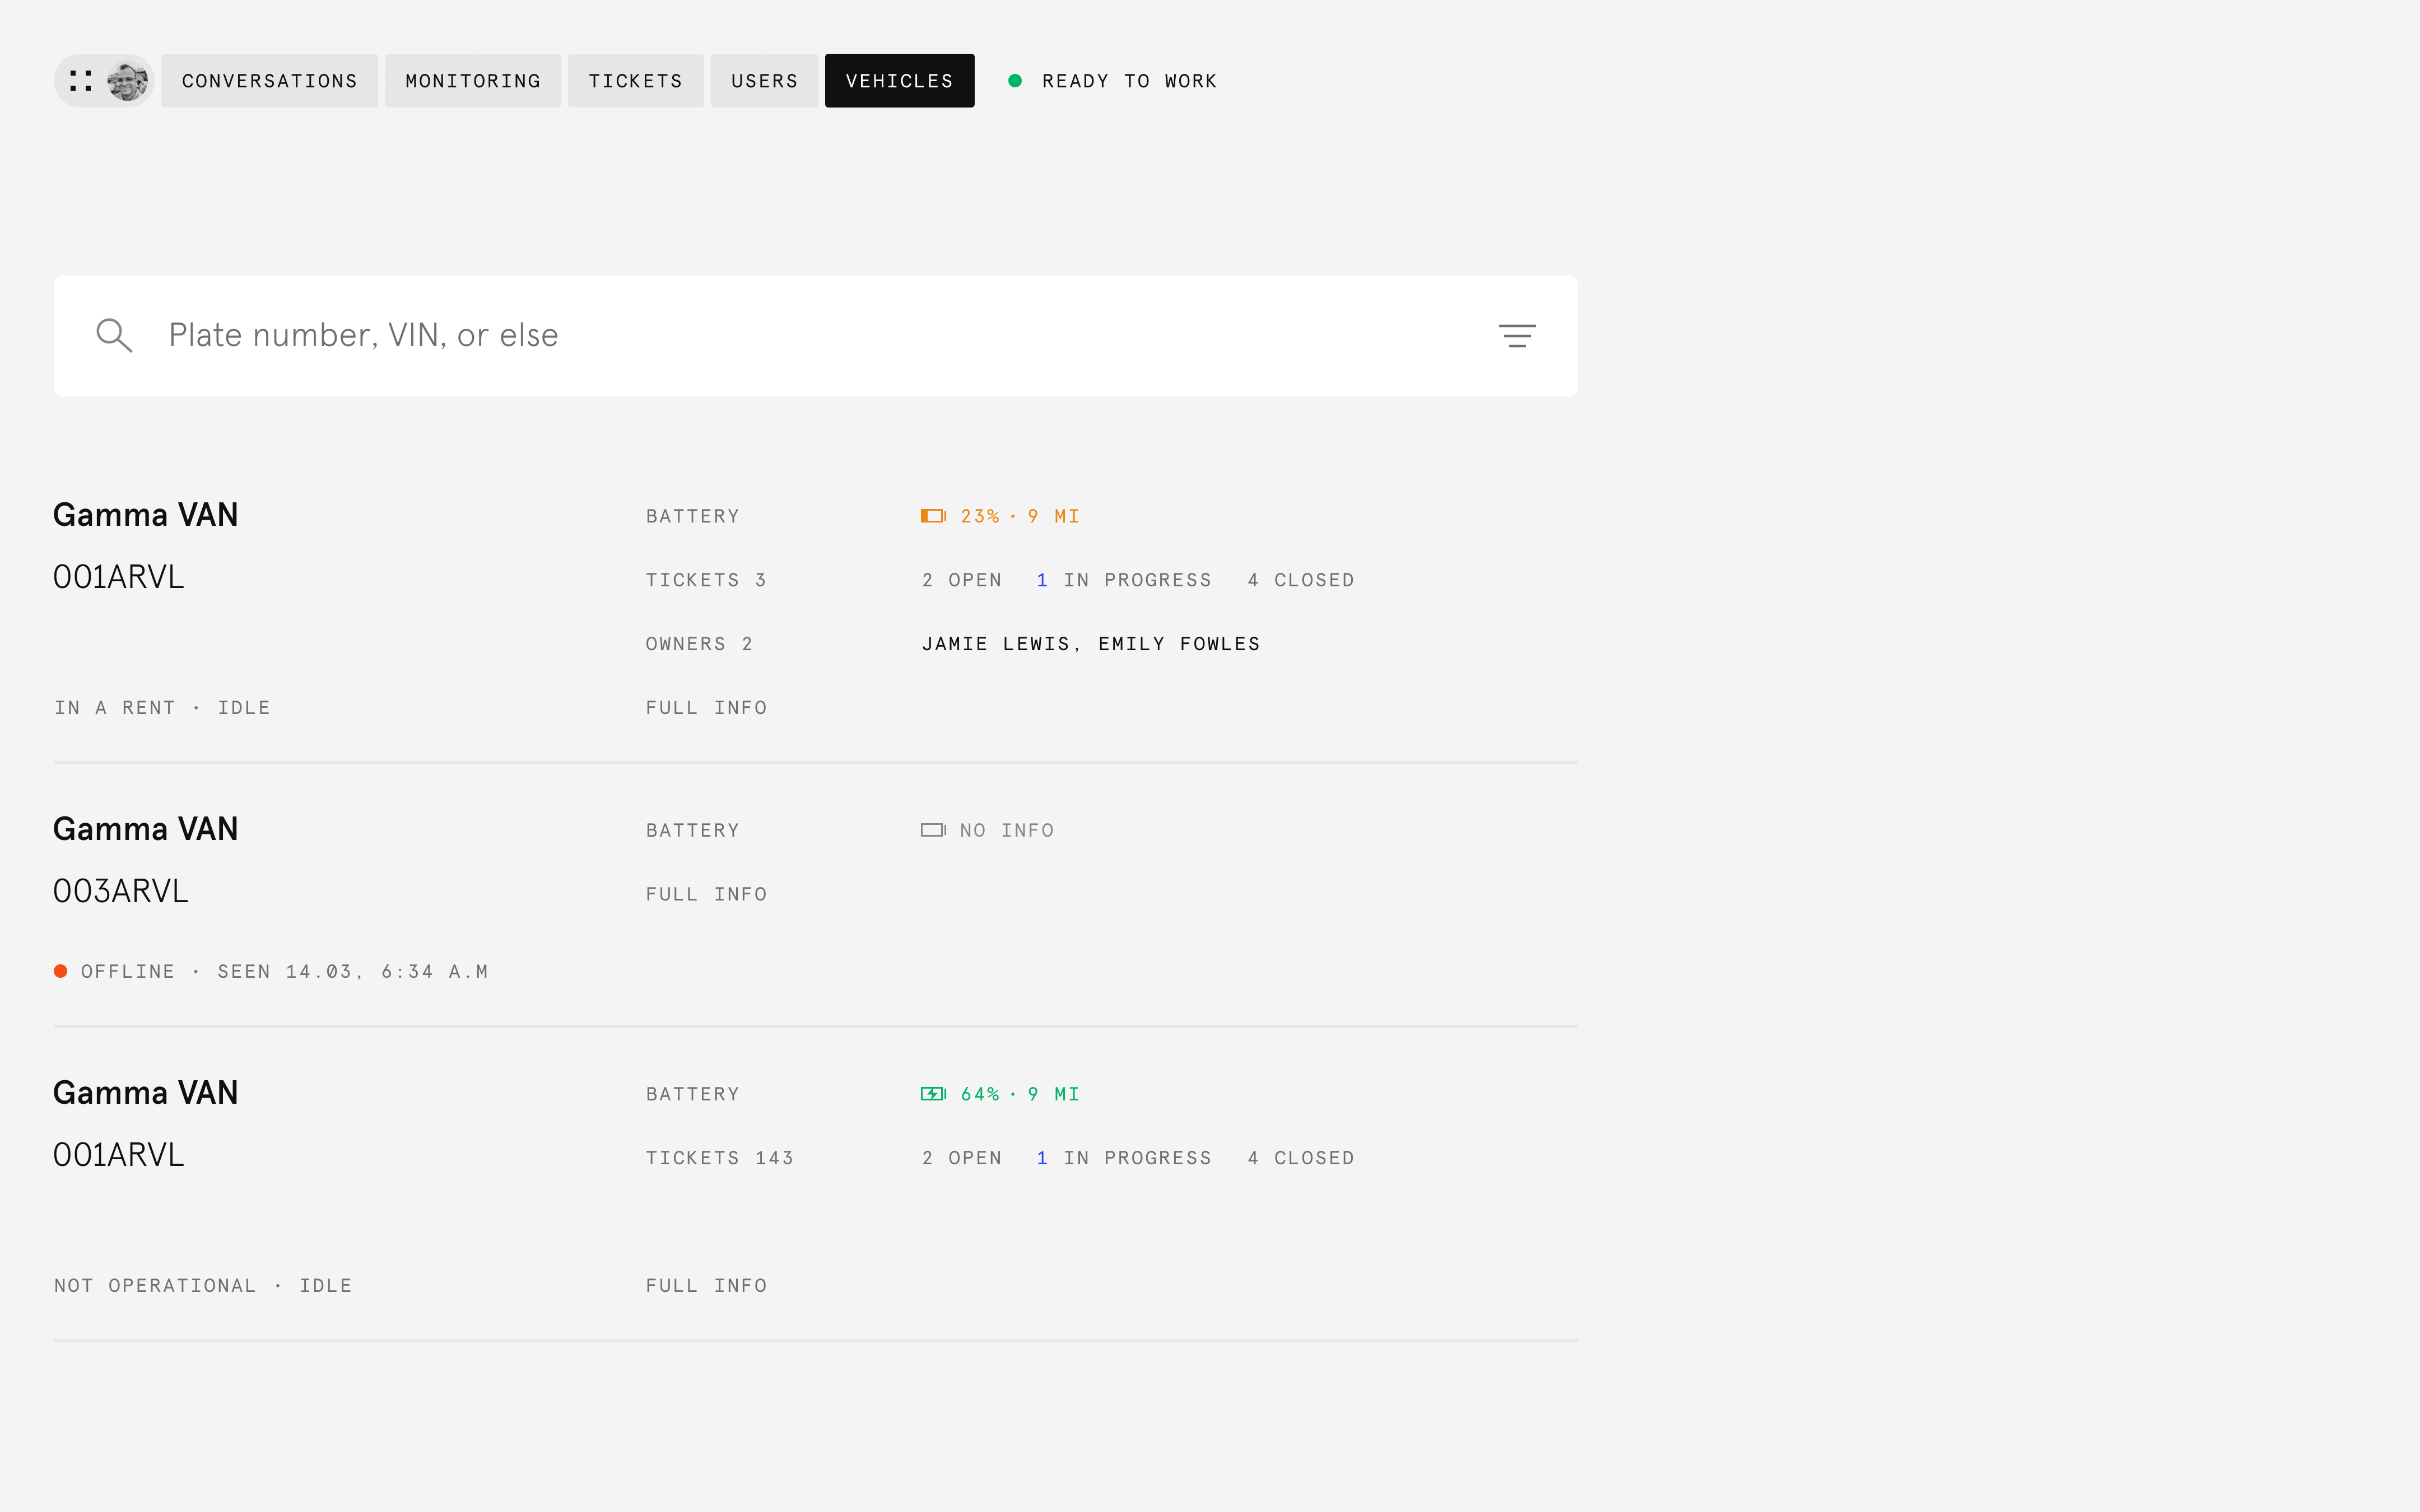 CONVERSATIONS MONITORING TICKETS USERS VEHICLES READY TO WORK
Plate number, VIN, or else
Gamma VAN BATTERY 23% · 9 MI
001ARVL TICKETS 3 2 OPEN 1 IN PROGRESS 4 CLOSED
OWNERS 2 JAMIE LEWIS, EMILY FOWLES
IN A RENT · IDLE FULL INFO
Gamma VAN BATTERY NO INFO
003ARVL FULL INFO
OFFLINE · SEEN 14.03, 6:34 A.M
Gamma VAN BATTERY 64% · 9 MI
001ARVL TICKETS 143 2 OPEN 1 IN PROGRESS 4 CLOSED
NOT OPERATIONAL · IDLE FULL INFO